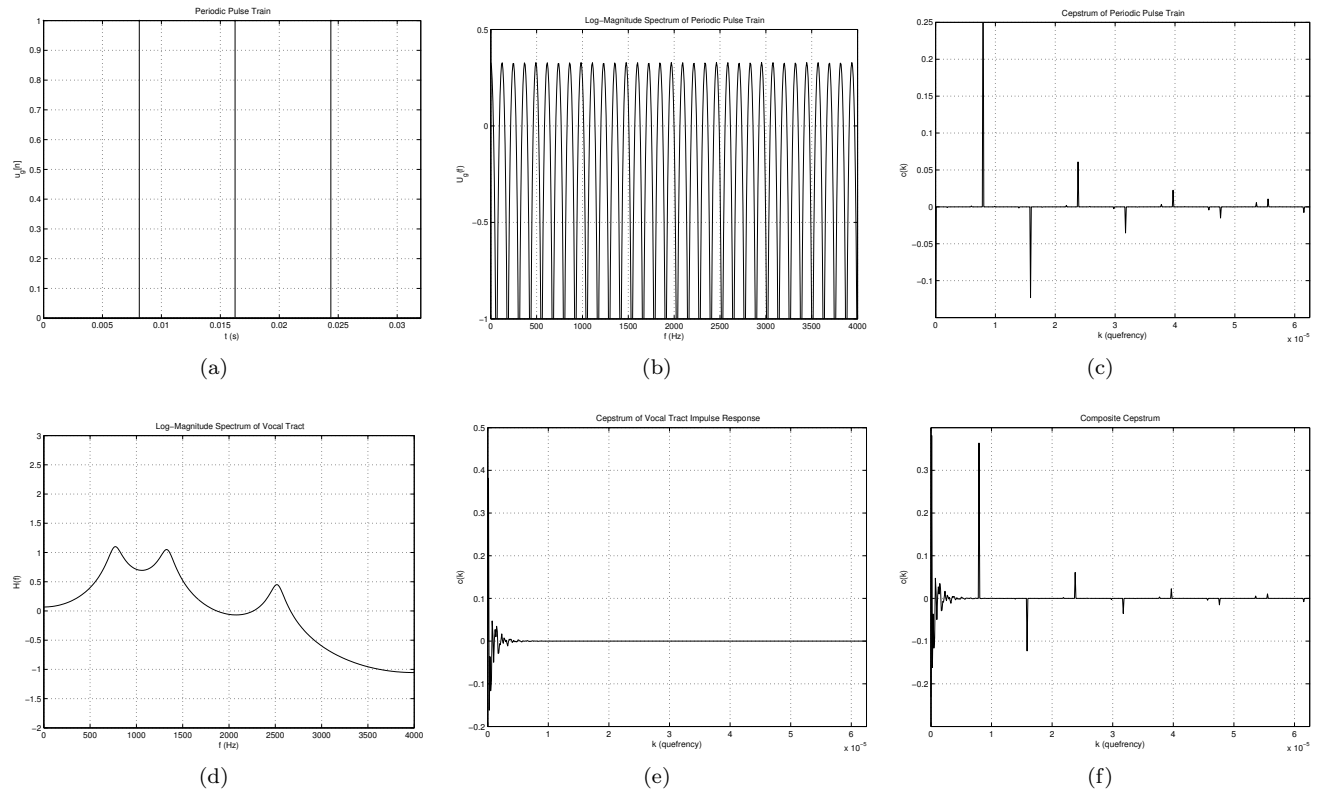 Periodic Pulse Train
1
0.9
0.8
0.7
0.6
0.5
0.4
0.3
0.2
0.1
0
u_g[n]
0 0.005 0.01 0.015 0.02 0.025 0.03
t (s)
(a)
Log−Magnitude Spectrum of Periodic Pulse Train
0.5
0
−0.5
−1
U_g(f)
0 500 1000 1500 2000 2500 3000 3500 4000
f (Hz)
(b)
Cepstrum of Periodic Pulse Train
0.25
0.2
0.15
0.1
0.05
0
−0.05
−0.1
c(k)
0 1 2 3 4 5 6
x 10⁻⁵
k (quefrency)
(c)
Log−Magnitude Spectrum of Vocal Tract
3
2.5
2
1.5
1
0.5
0
−0.5
−1
−1.5
−2
H(f)
0 500 1000 1500 2000 2500 3000 3500 4000
f (Hz)
(d)
Cepstrum of Vocal Tract Impulse Response
0.5
0.4
0.3
0.2
0.1
0
−0.1
−0.2
c(k)
0 1 2 3 4 5 6
x 10⁻⁵
k (quefrency)
(e)
Composite Cepstrum
0.3
0.2
0.1
0
−0.1
−0.2
c(k)
0 1 2 3 4 5 6
x 10⁻⁵
k (quefrency)
(f)